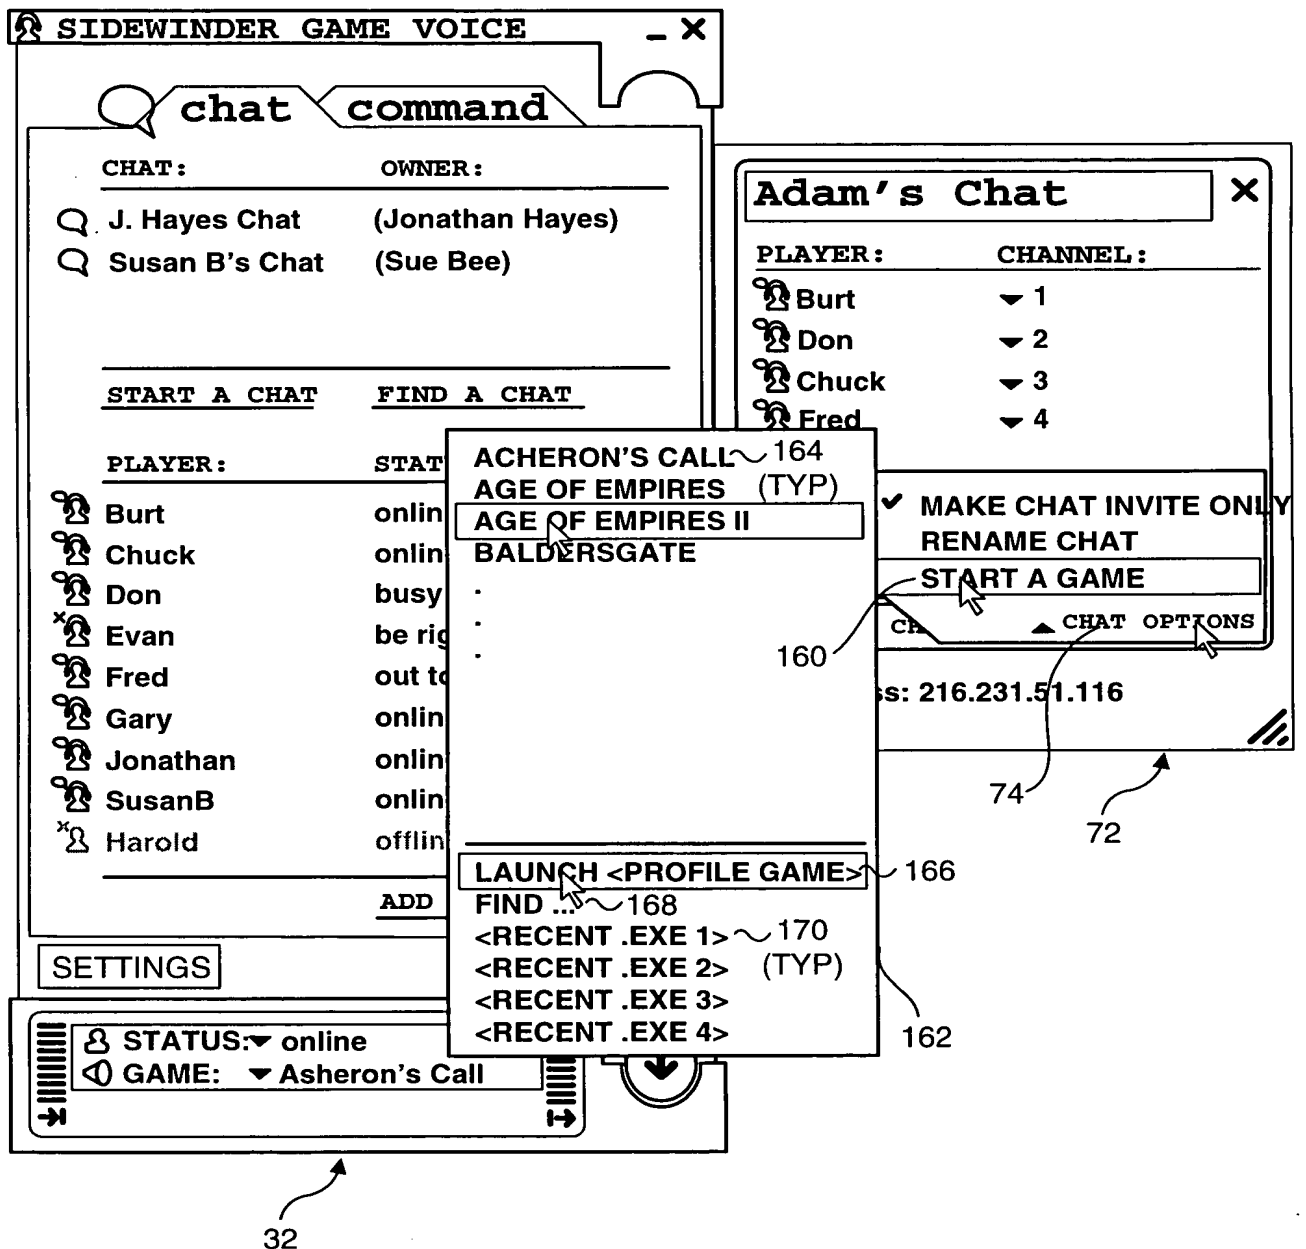 SIDEWINDER GAME VOICE
chat command
CHAT: OWNER:
J. Hayes Chat (Jonathan Hayes)
Susan B's Chat (Sue Bee)
START A CHAT FIND A CHAT
PLAYER: STAT
Burt onlin
Chuck onlin
Don busy
Evan be rig
Fred out to
Gary onlin
Jonathan onlin
SusanB onlin
Harold offlin
ADD
SETTINGS
STATUS: online
GAME: Asheron's Call
32
Adam's Chat
PLAYER: CHANNEL:
Burt 1
Don 2
Chuck 3
Fred 4
MAKE CHAT INVITE ONLY
RENAME CHAT
START A GAME
CH CHAT OPTIONS
160
ss: 216.231.51.116
74
72
ACHERON'S CALL 164
AGE OF EMPIRES (TYP)
AGE OF EMPIRES II
BALDERSGATE
.
.
.
LAUNCH <PROFILE GAME> 166
FIND ... 168
<RECENT .EXE 1> 170
<RECENT .EXE 2> (TYP)
<RECENT .EXE 3>
<RECENT .EXE 4>
162